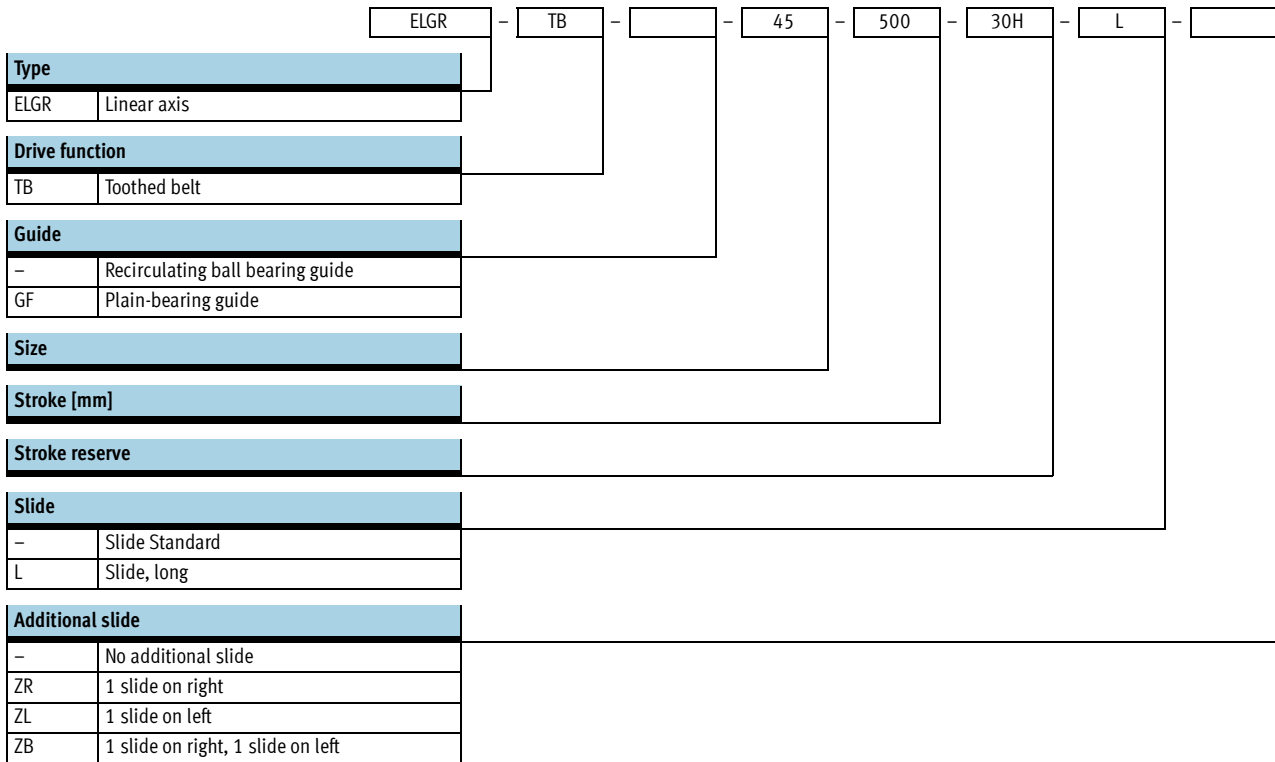 ELGR – TB – – 45 – 500 – 30H – L –
Type
ELGR Linear axis
Drive function
TB Toothed belt
Guide
– Recirculating ball bearing guide
GF Plain-bearing guide
Size
Stroke [mm]
Stroke reserve
Slide
– Slide Standard
L Slide, long
Additional slide
– No additional slide
ZR 1 slide on right
ZL 1 slide on left
ZB 1 slide on right, 1 slide on left